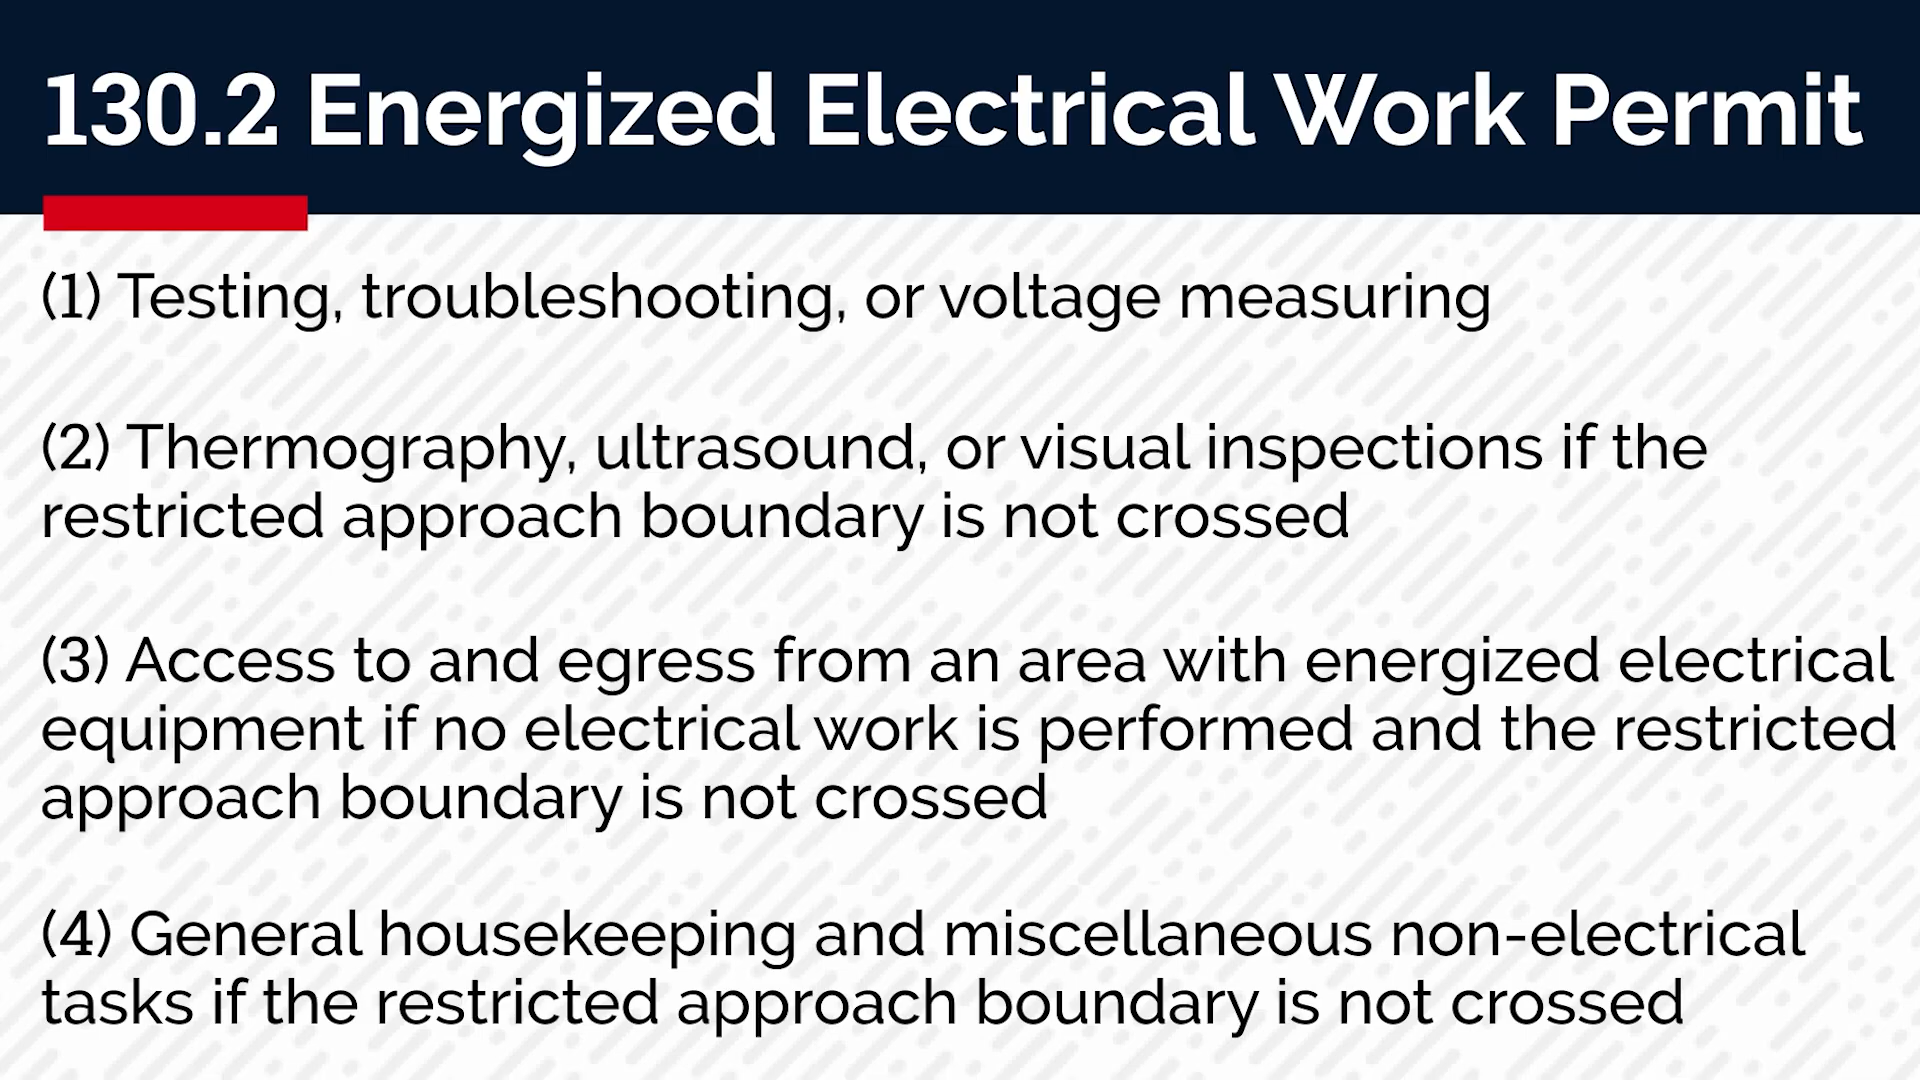 130.2 Energized Electrical Work Permit
(1) Testing, troubleshooting, or voltage measuring
(2) Thermography, ultrasound, or visual inspections if the
restricted approach boundary is not crossed
(3) Access to and egress from an area with energized electrical
equipment if no electrical work is performed and the restricted
approach boundary is not crossed
(4) General housekeeping and miscellaneous non-electrical
tasks if the restricted approach boundary is not crossed